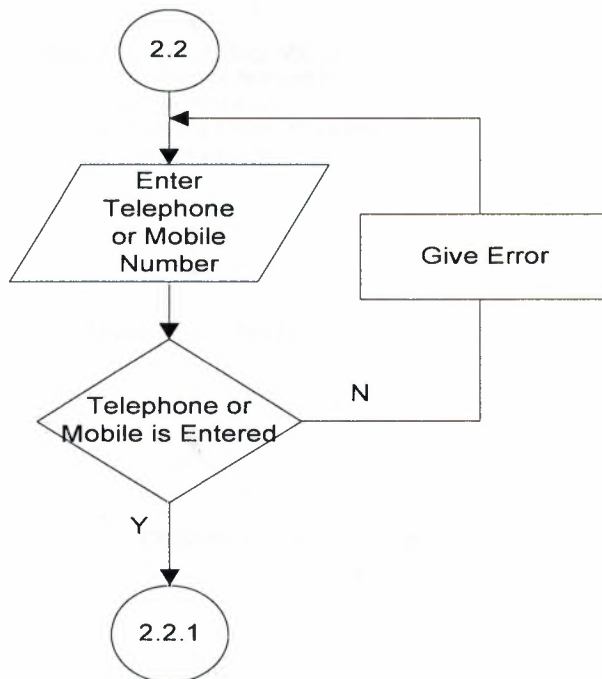 2.2
Enter
Telephone
or Mobile
Number
Give Error
Telephone or
Mobile is Entered
N
Y
2.2.1